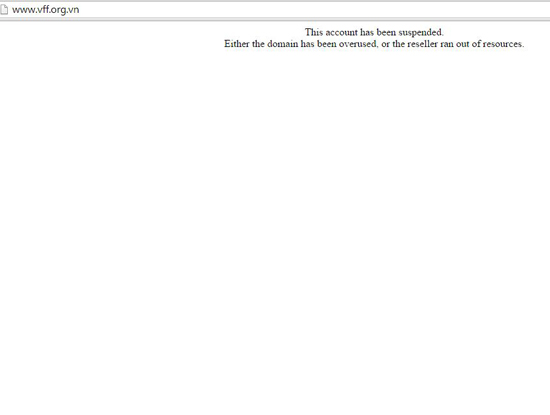 www.vff.org.vn
This account has been suspended.
Either the domain has been overused, or the reseller ran out of resources.